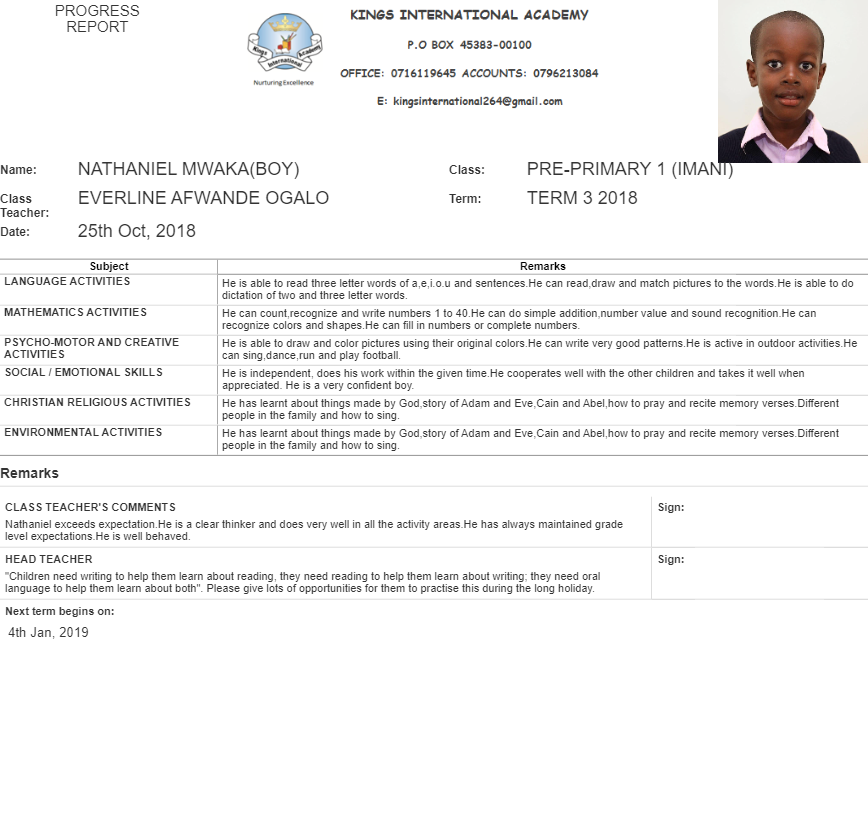 PROGRESS
REPORT
KINGS INTERNATIONAL ACADEMY
P.O BOX 45383-00100
OFFICE: 0716119645 ACCOUNTS: 0796213084
E: kingsinternational264@gmail.com
Kings International Academy
Nurturing Excellence
Name: NATHANIEL MWAKA(BOY) Class: PRE-PRIMARY 1 (IMANI)
Class Teacher: EVERLINE AFWANDE OGALO Term: TERM 3 2018
Date: 25th Oct, 2018
Subject Remarks
LANGUAGE ACTIVITIES
He is able to read three letter words of a,e,i.o.u and sentences.He can read,draw and match pictures to the words.He is able to do
dictation of two and three letter words.
MATHEMATICS ACTIVITIES
He can count,recognize and write numbers 1 to 40.He can do simple addition,number value and sound recognition.He can
recognize colors and shapes.He can fill in numbers or complete numbers.
PSYCHO-MOTOR AND CREATIVE
ACTIVITIES
He is able to draw and color pictures using their original colors.He can write very good patterns.He is active in outdoor activities.He
can sing,dance,run and play football.
SOCIAL / EMOTIONAL SKILLS
He is independent, does his work within the given time.He cooperates well with the other children and takes it well when
appreciated. He is a very confident boy.
CHRISTIAN RELIGIOUS ACTIVITIES
He has learnt about things made by God,story of Adam and Eve,Cain and Abel,how to pray and recite memory verses.Different
people in the family and how to sing.
ENVIRONMENTAL ACTIVITIES
He has learnt about things made by God,story of Adam and Eve,Cain and Abel,how to pray and recite memory verses.Different
people in the family and how to sing.
Remarks
CLASS TEACHER'S COMMENTS
Nathaniel exceeds expectation.He is a clear thinker and does very well in all the activity areas.He has always maintained grade
level expectations.He is well behaved.
Sign:
HEAD TEACHER
"Children need writing to help them learn about reading, they need reading to help them learn about writing; they need oral
language to help them learn about both". Please give lots of opportunities for them to practise this during the long holiday.
Sign:
Next term begins on:
4th Jan, 2019